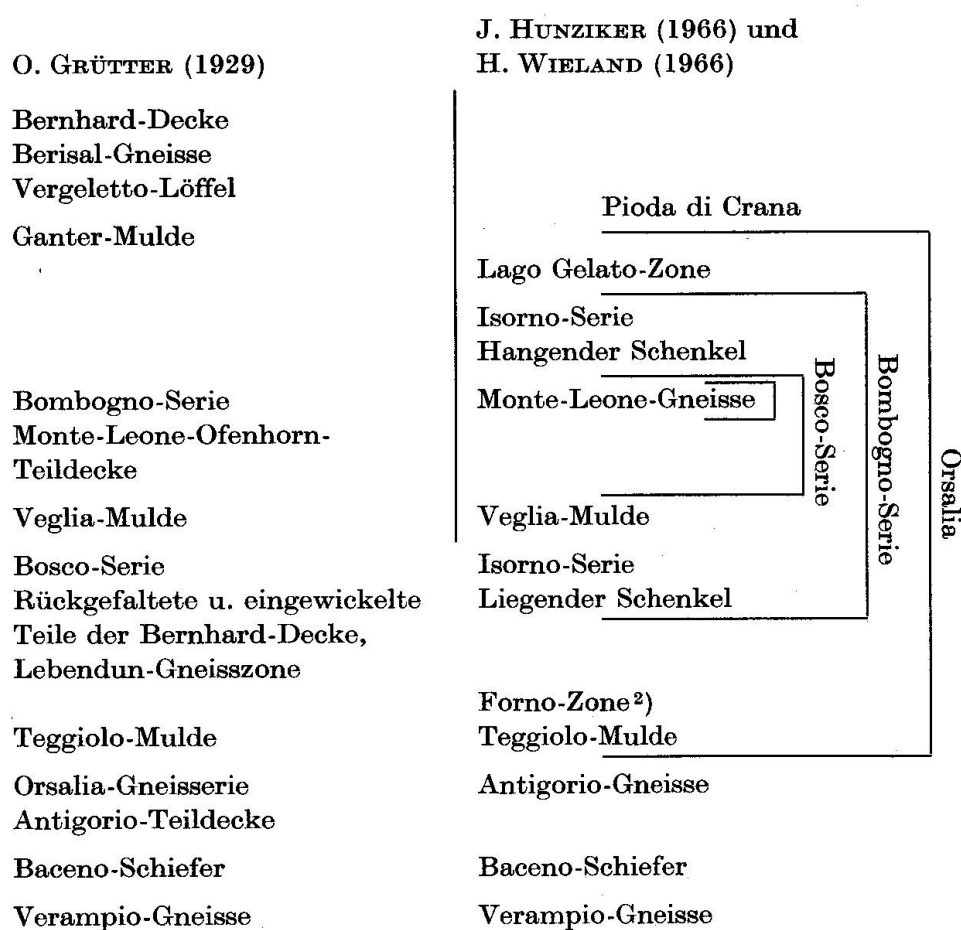 O. GRÜTTER (1929)
Bernhard-Decke
Berisal-Gneisse
Vergeletto-Löffel
Ganter-Mulde
Bombogno-Serie
Monte-Leone-Ofenhorn-
Teildecke
Veglia-Mulde
Bosco-Serie
Rückgefaltete u. eingewickelte
Teile der Bernhard-Decke,
Lebendun-Gneisszone
Teggiolo-Mulde
Orsalia-Gneisserie
Antigorio-Teildecke
Baceno-Schiefer
Verampio-Gneisse
J. HUNZIKER (1966) und
H. WIELAND (1966)
Pioda di Crana
Lago Gelato-Zone
Isorno-Serie
Hangender Schenkel
Monte-Leone-Gneisse
Veglia-Mulde
Isorno-Serie
Liegender Schenkel
Forno-Zone²)
Teggiolo-Mulde
Antigorio-Gneisse
Baceno-Schiefer
Verampio-Gneisse
Bosco-Serie
Bombogno-Serie
Orsalia